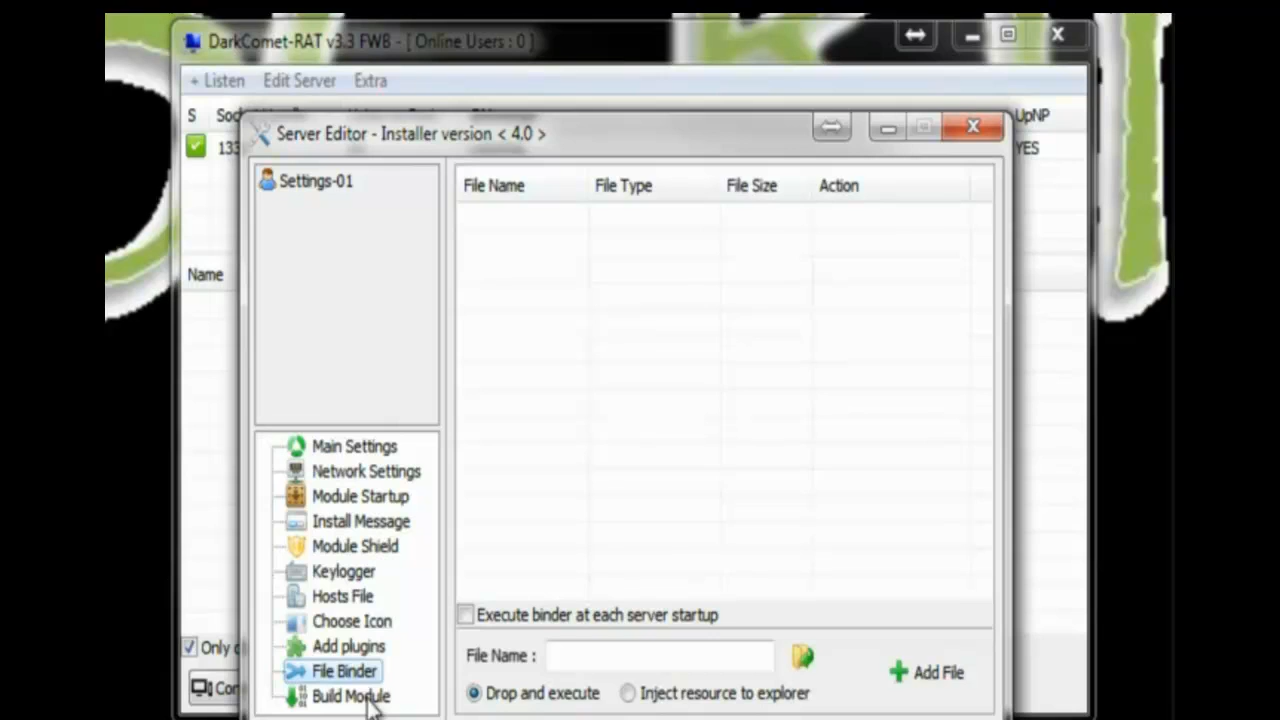 DarkComet-RAT v3.3 FWB - [ Online Users : 0 ]
+ Listen Edit Server Extra
S UpNP
YES
Name
Server Editor - Installer version < 4.0 >
Settings-01
File Name File Type File Size Action
Main Settings
Network Settings
Module Startup
Install Message
Module Shield
Keylogger
Hosts File
Choose Icon
Add plugins
File Binder
Build Module
Execute binder at each server startup
File Name :
Add File
Drop and execute Inject resource to explorer
Only